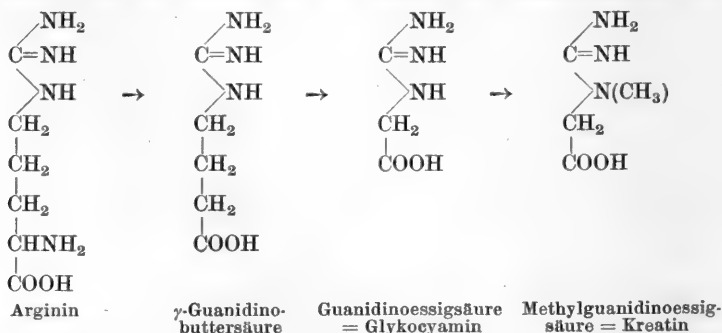 NH₂ NH₂ NH₂ NH₂
C=NH C=NH C=NH C=NH
NH → NH → NH → N(CH₃)
CH₂ CH₂ CH₂ CH₂
CH₂ CH₂ COOH COOH
CH₂ CH₂
CHNH₂ COOH
COOH
Arginin γ-Guanidino- Guanidinoessigsäure Methylguanidinoessig-
buttersäure = Glykocyamin säure = Kreatin